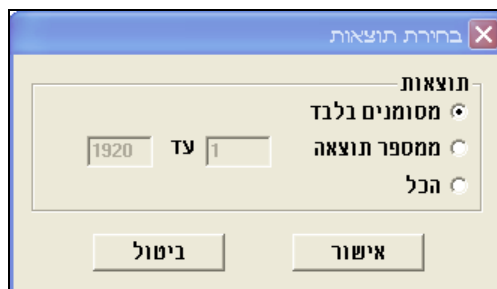 בחירת תוצאות
תוצאות
מסומנים בלבד
ממספר תוצאה 1 עד 1920
הכל
אישור ביטול